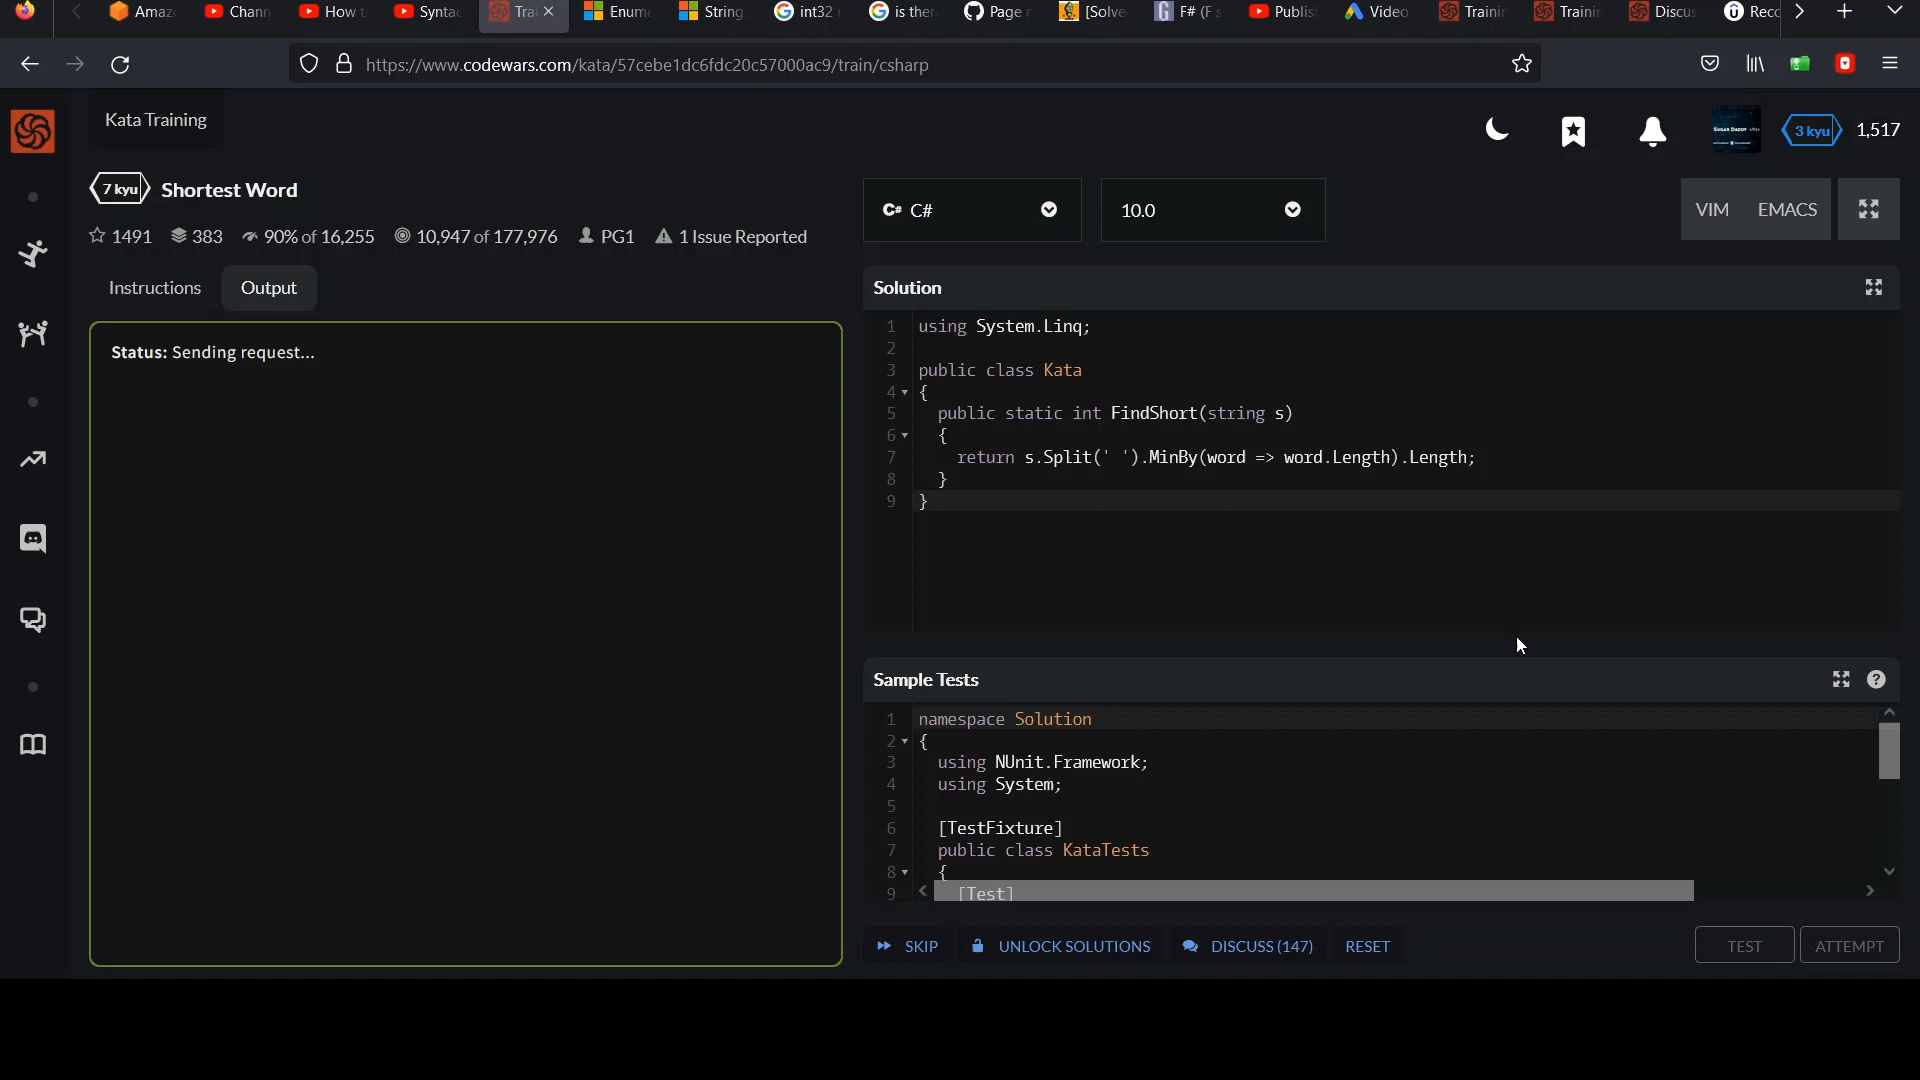 Amaz
Chann
How t
Syntac
Trai
Enume
String
int32 r
is ther
Page n
[Solve
F# (F s
Publis
Video
Trainin
Trainin
Discus
Reco
https://www.codewars.com/kata/57cebe1dc6fdc20c57000ac9/train/csharp
Kata Training
3 kyu 1,517
7 kyu Shortest Word
C# C#
10.0
VIM EMACS
1491 383 90% of 16,255 10,947 of 177,976 PG1 1 Issue Reported
Instructions Output
Status: Sending request...
Solution
1 using System.Linq;
2
3 public class Kata
4 {
5 public static int FindShort(string s)
6 {
7 return s.Split(' ').MinBy(word => word.Length).Length;
8 }
9 }
Sample Tests
1 namespace Solution
2 {
3 using NUnit.Framework;
4 using System;
5
6 [TestFixture]
7 public class KataTests
8 {
9 [Test]
SKIP UNLOCK SOLUTIONS DISCUSS (147) RESET TEST ATTEMPT